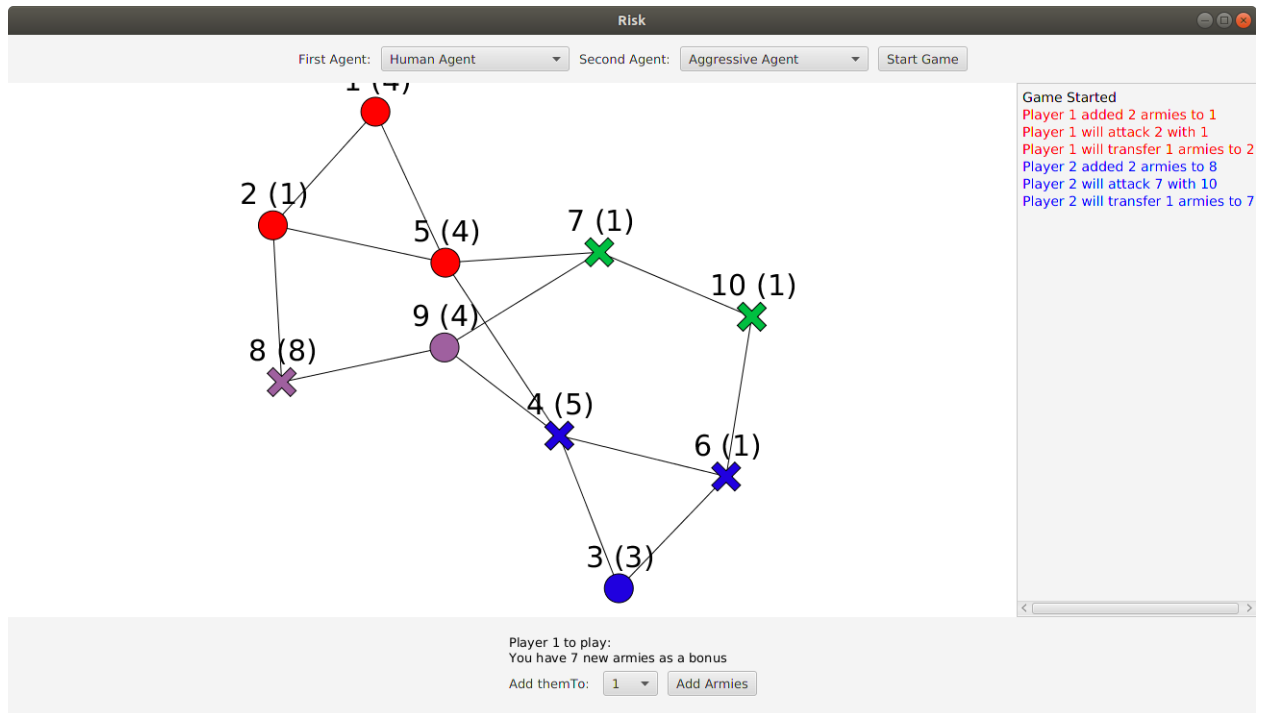 Risk
First Agent: Human Agent Second Agent: Aggressive Agent Start Game
1 (4)
2 (1)
5 (4)
7 (1)
10 (1)
9 (4)
8 (8)
4 (5)
6 (1)
3 (3)
Game Started
Player 1 added 2 armies to 1
Player 1 will attack 2 with 1
Player 1 will transfer 1 armies to 2
Player 2 added 2 armies to 8
Player 2 will attack 7 with 10
Player 2 will transfer 1 armies to 7
Player 1 to play:
You have 7 new armies as a bonus
Add themTo: 1 Add Armies